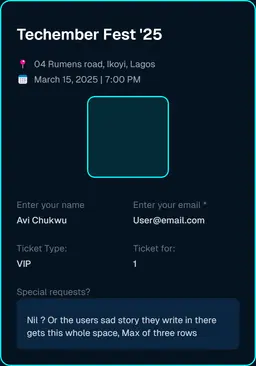 Techember Fest '25
📍 04 Rumens road, Ikoyi, Lagos
📅 March 15, 2025 | 7:00 PM
Enter your name
Avi Chukwu
Enter your email *
User@email.com
Ticket Type:
VIP
Ticket for:
1
Special requests?
Nil ? Or the users sad story they write in there
gets this whole space, Max of three rows